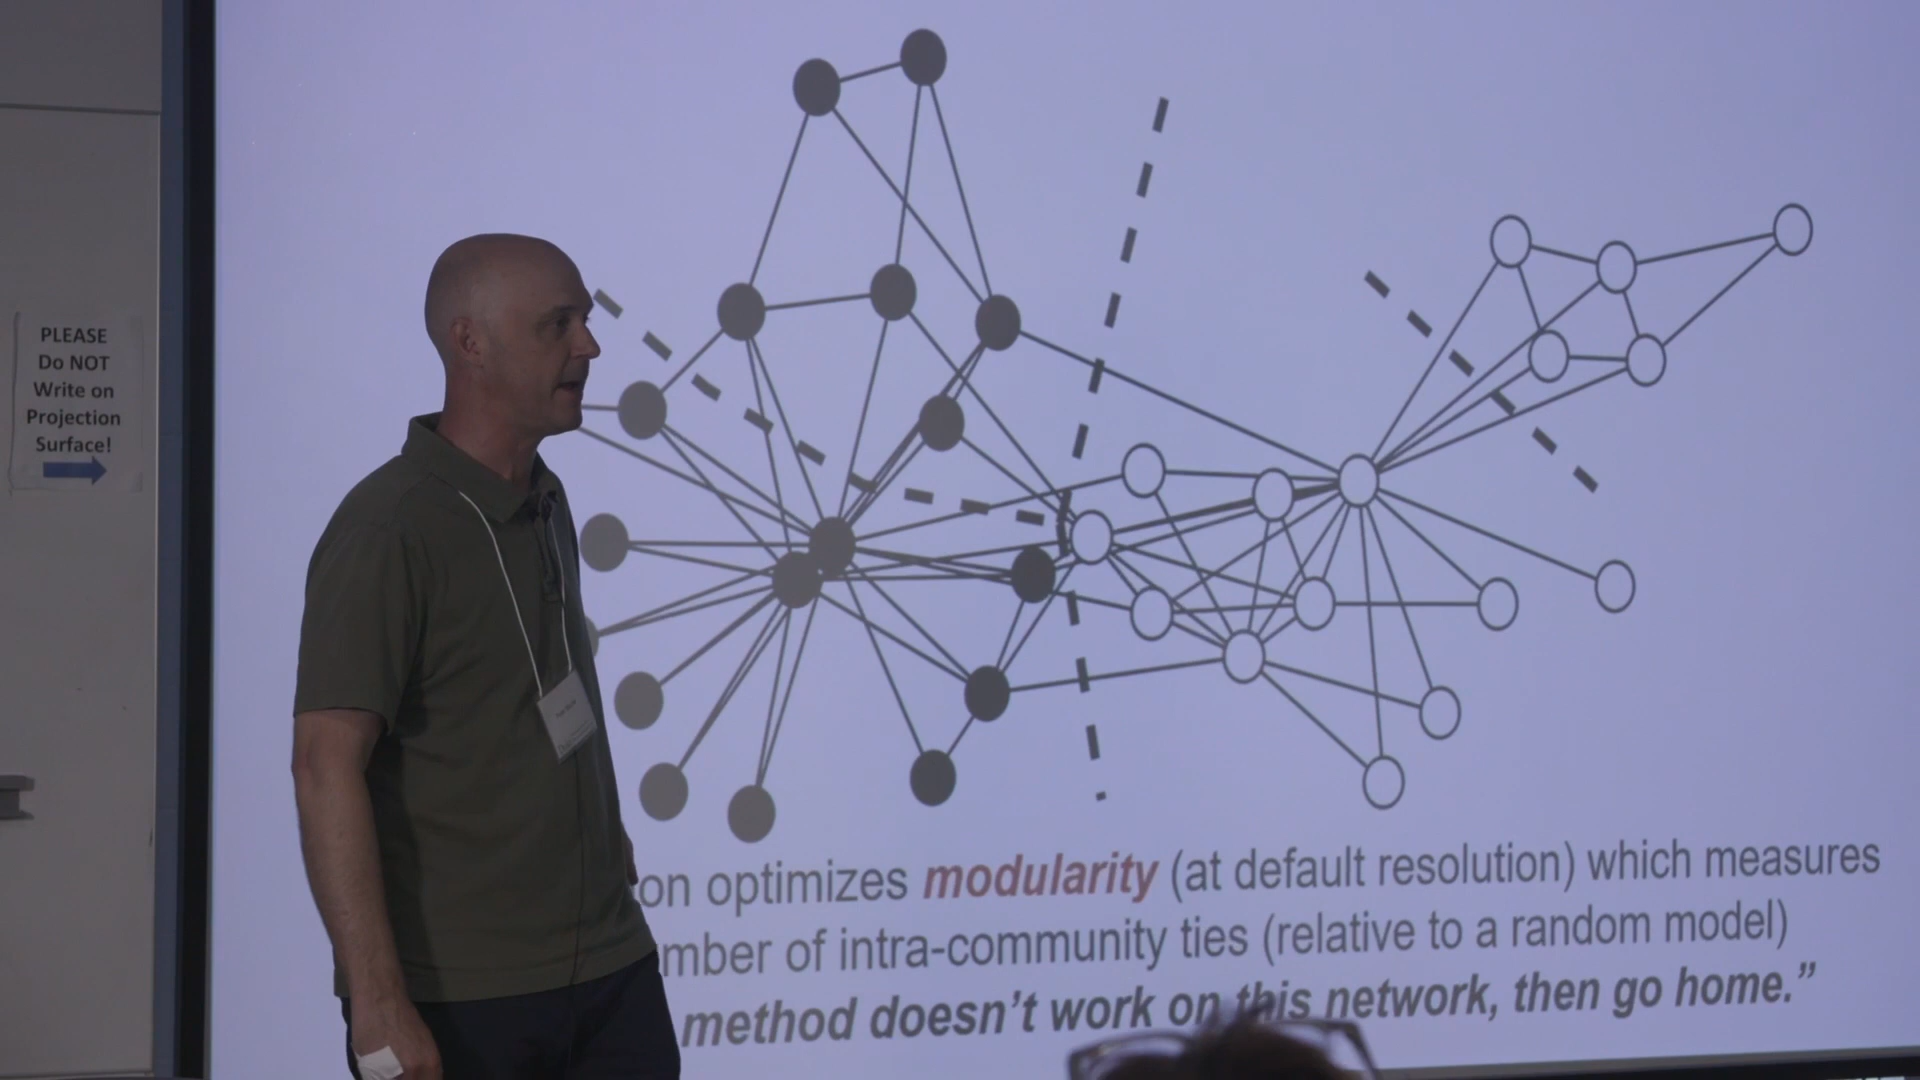 PLEASE
Do NOT
Write on
Projection
Surface!
on optimizes modularity (at default resolution) which measures
mber of intra-community ties (relative to a random model)
method doesn't work on this network, then go home.”